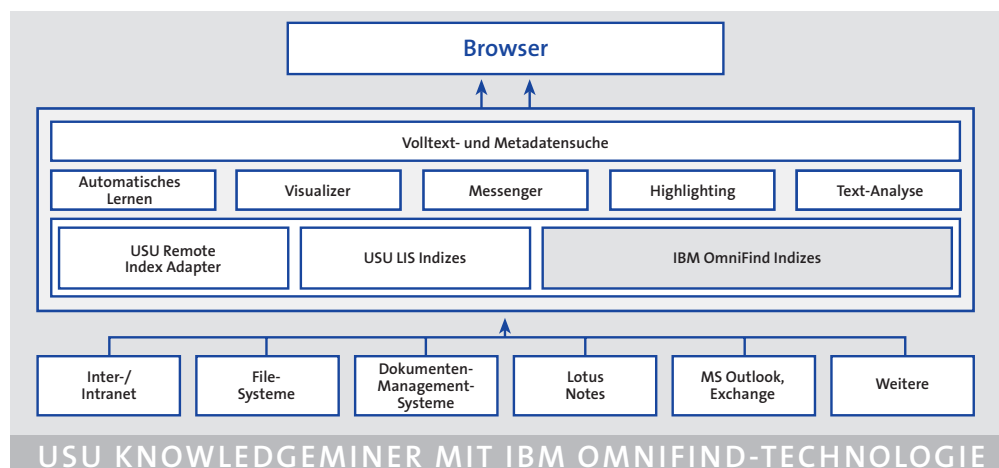 Browser
Volltext- und Metadatensuche
Automatisches
Lernen
Visualizer
Messenger
Highlighting
Text-Analyse
USU Remote
Index Adapter
USU LIS Indizes
IBM OmniFind Indizes
Inter-/
Intranet
File-
Systeme
Dokumenten-
Management-
Systeme
Lotus
Notes
MS Outlook,
Exchange
Weitere
USU KNOWLEDGEMINER MIT IBM OMNIFIND-TECHNOLOGIE